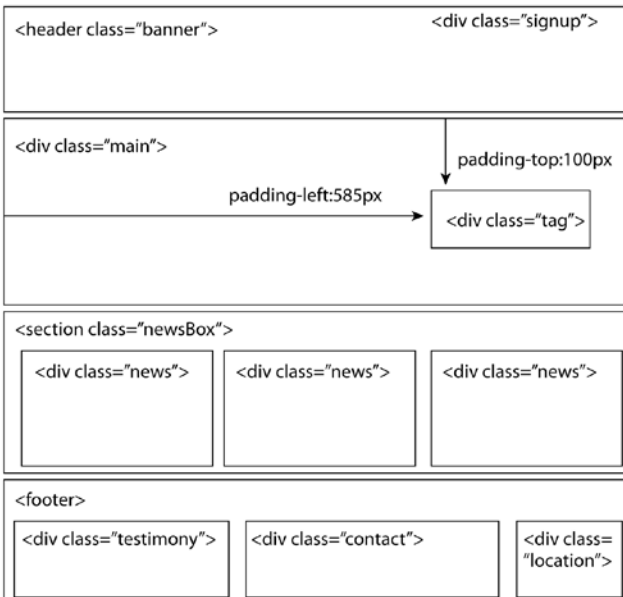 <header class="banner">
<div class="signup">
<div class="main">
padding-top:100px
padding-left:585px
<div class="tag">
<section class="newsBox">
<div class="news">
<div class="news">
<div class="news">
<footer>
<div class="testimony">
<div class="contact">
<div class=
"location">